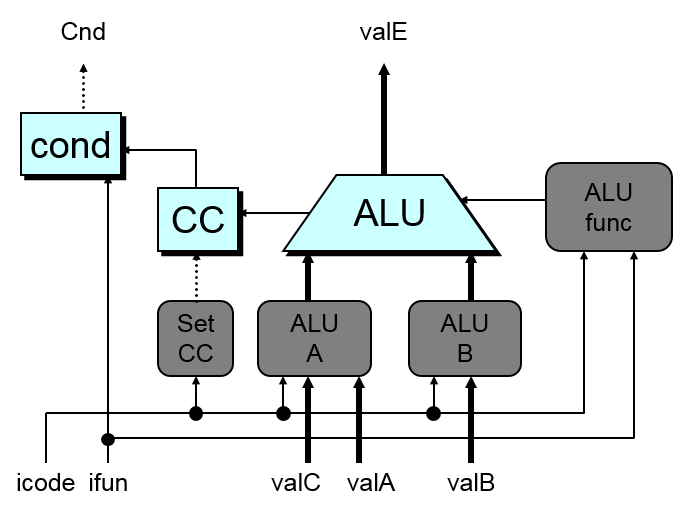 Cnd
valE
cond
CC
ALU
ALU
func
Set
CC
ALU
A
ALU
B
icode
ifun
valC
valA
valB